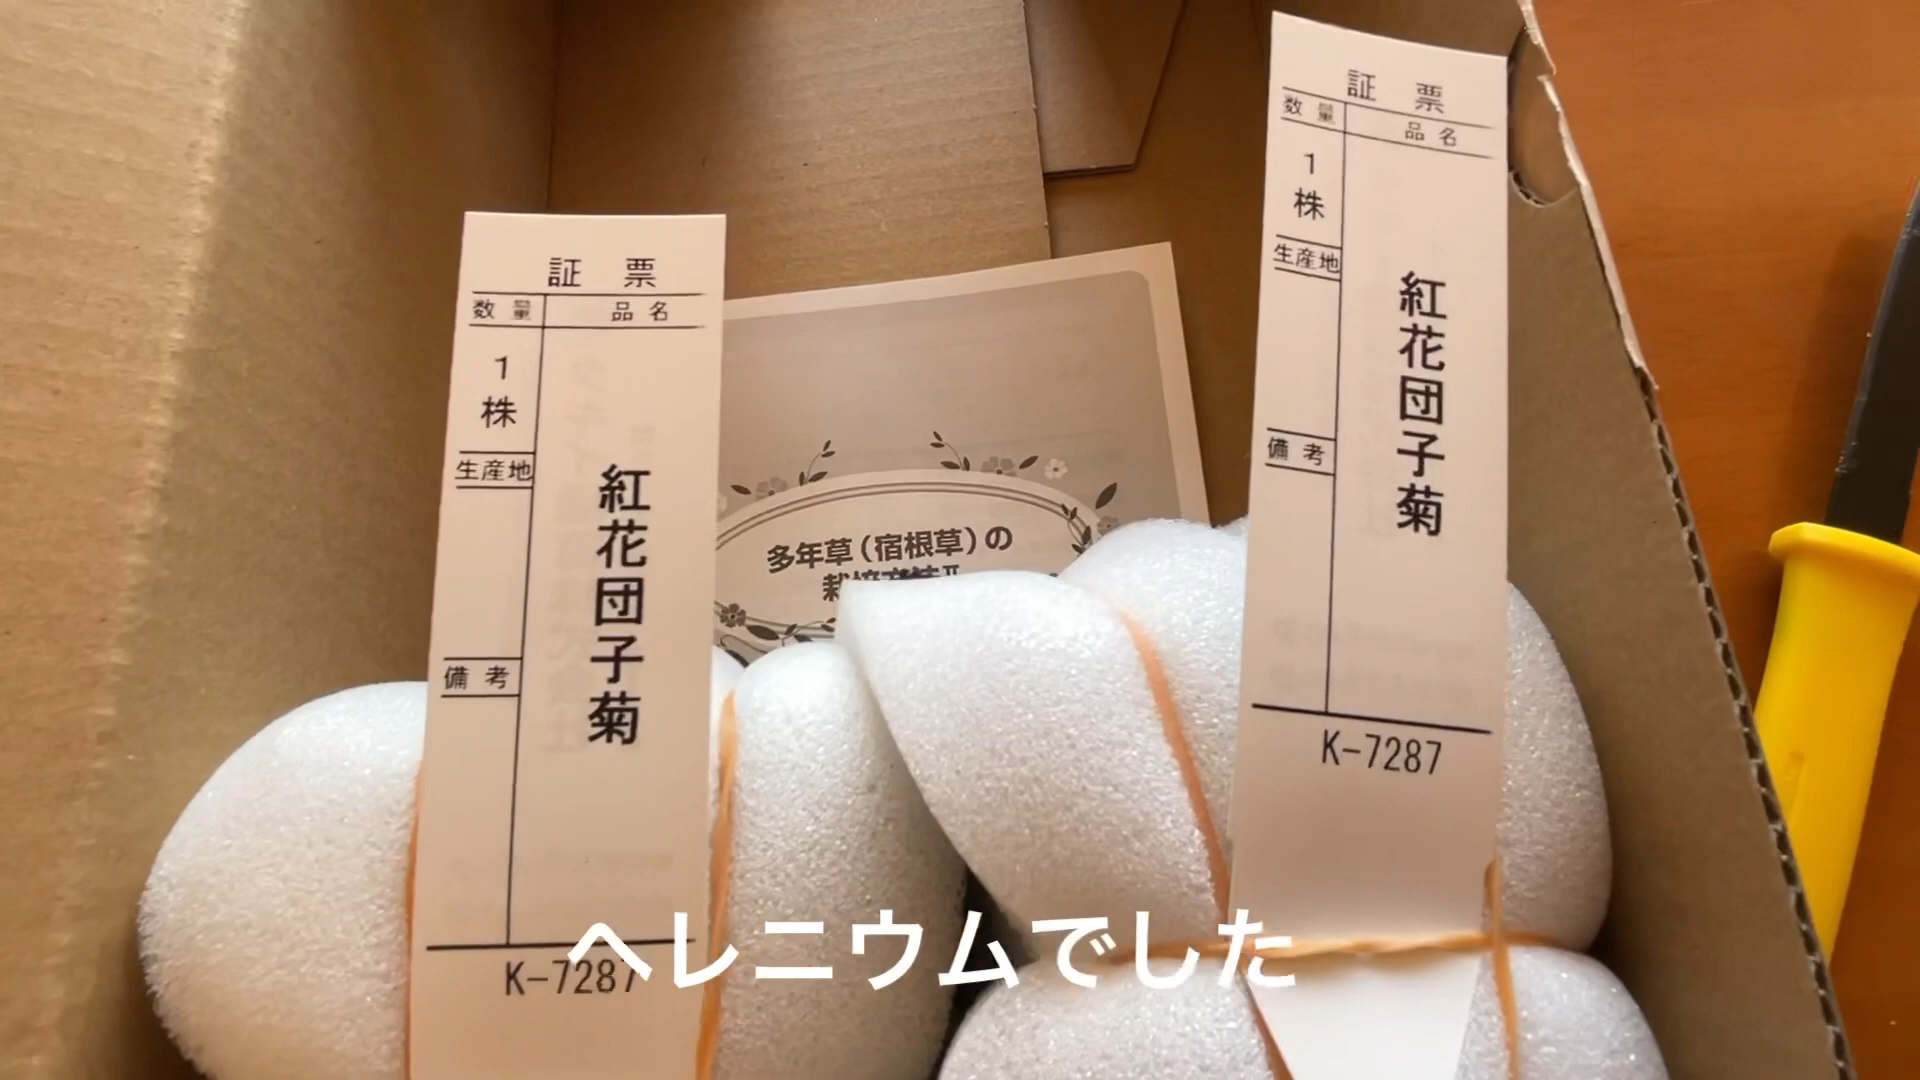 証 票
数 量
品 名
1
株
生産地
備 考
紅花団子菊
K-7287
多年草(宿根草)の
証 票
数 量
品 名
1
株
生産地
備 考
紅花団子菊
K-7287
ヘレニウムでした